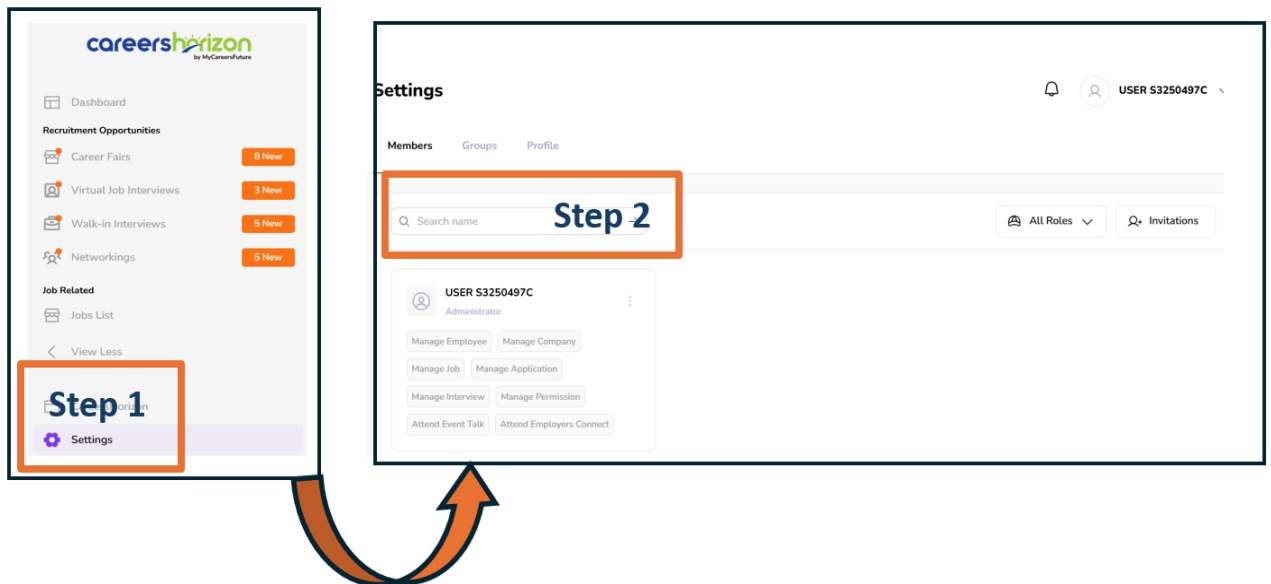 careershorizon
by MyCareersFuture
Dashboard
Recruitment Opportunities
Career Fairs 8 New
Virtual Job Interviews 3 New
Walk-in Interviews 5 New
Networkings 5 New
Job Related
Jobs List
View Less
Step 1
Settings
Settings
USER S3250497C
Members Groups Profile
Search name
Step 2
All Roles
Invitations
USER S3250497C
Administrator
Manage Employee Manage Company
Manage Job Manage Application
Manage Interview Manage Permission
Attend Event Talk Attend Employers Connect